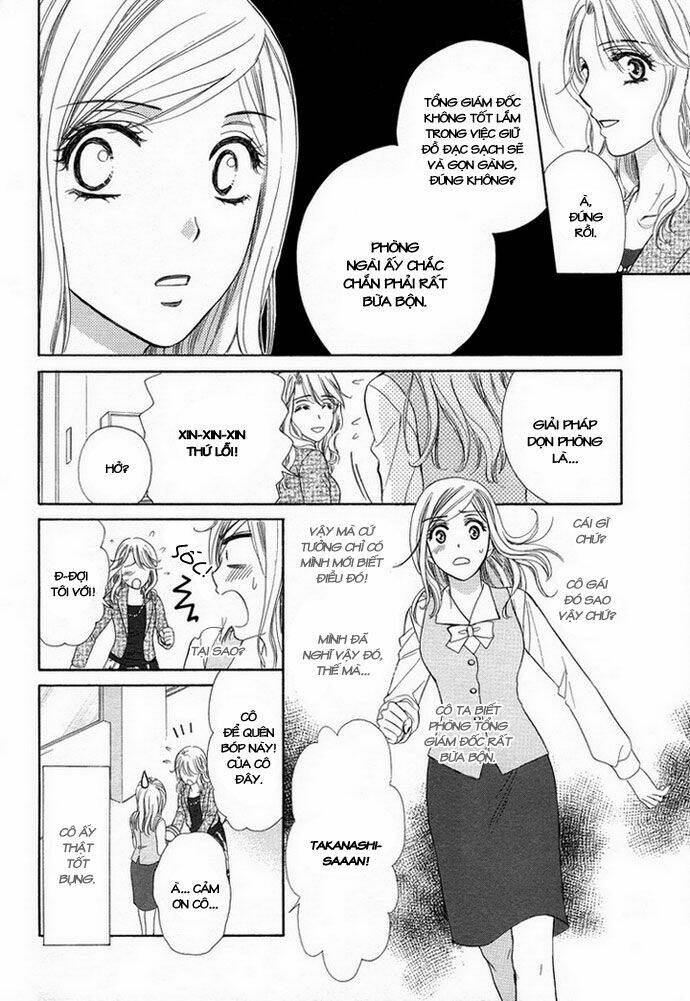 À,
ĐÚNG
RỒI.
TỔNG GIÁM ĐỐC
KHÔNG TỐT LẮM
TRONG VIỆC GIỮ
ĐỒ ĐẠC SẠCH SẼ
VÀ GỌN GÀNG,
ĐÚNG KHÔNG?
PHÒNG
NGÀI ẤY CHẮC
CHẮN PHẢI RẤT
BỪA BỘN.
GIẢI PHÁP
DỌN PHÒNG
LÀ...
XIN-XIN-XIN
THỨ LỖI!
HỞ?
CÁI GÌ
CHỨ?
CÔ GÁI
ĐÓ SAO
VẬY CHỨ?
VẬY MÀ CỨ
TƯỞNG CHỈ CÓ
MÌNH MỚI BIẾT
ĐIỀU ĐÓ!
MÌNH ĐÃ
NGHĨ VẬY ĐÓ,
THẾ MÀ...
CÔ TA BIẾT
PHÒNG TỔNG
GIÁM ĐỐC RẤT
BỪA BỘN.
SỐC!
TẠI SAO?
Đ-ĐỢI
TÔI VỚI!
TAKANASHI-
SAAAN!
CÔ
ĐỂ QUÊN
BÓP NÀY!
CỦA CÔ
ĐÂY.
À... CẢM
ƠN CÔ...
CÔ ẤY
THẬT
TỐT
BỤNG.